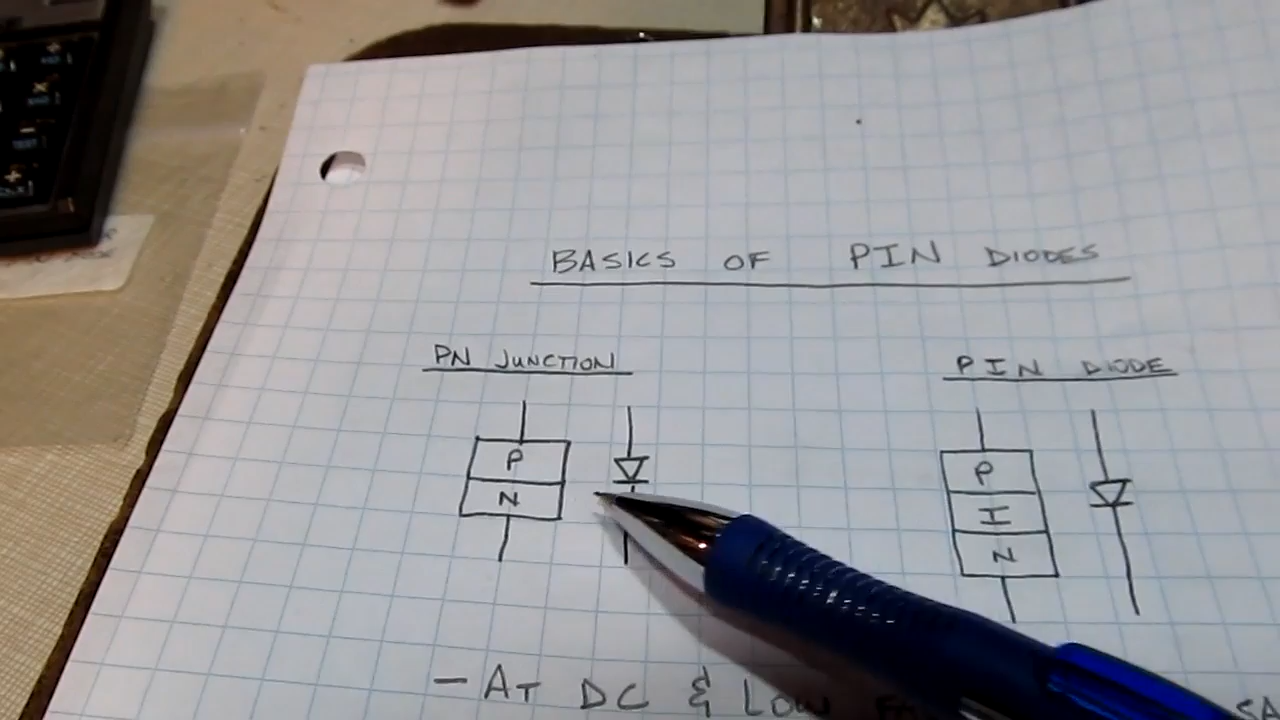 BASICS OF PIN DIODES
PN JUNCTION
PIN DIODE
P
N
P
I
N
- AT DC & LOW